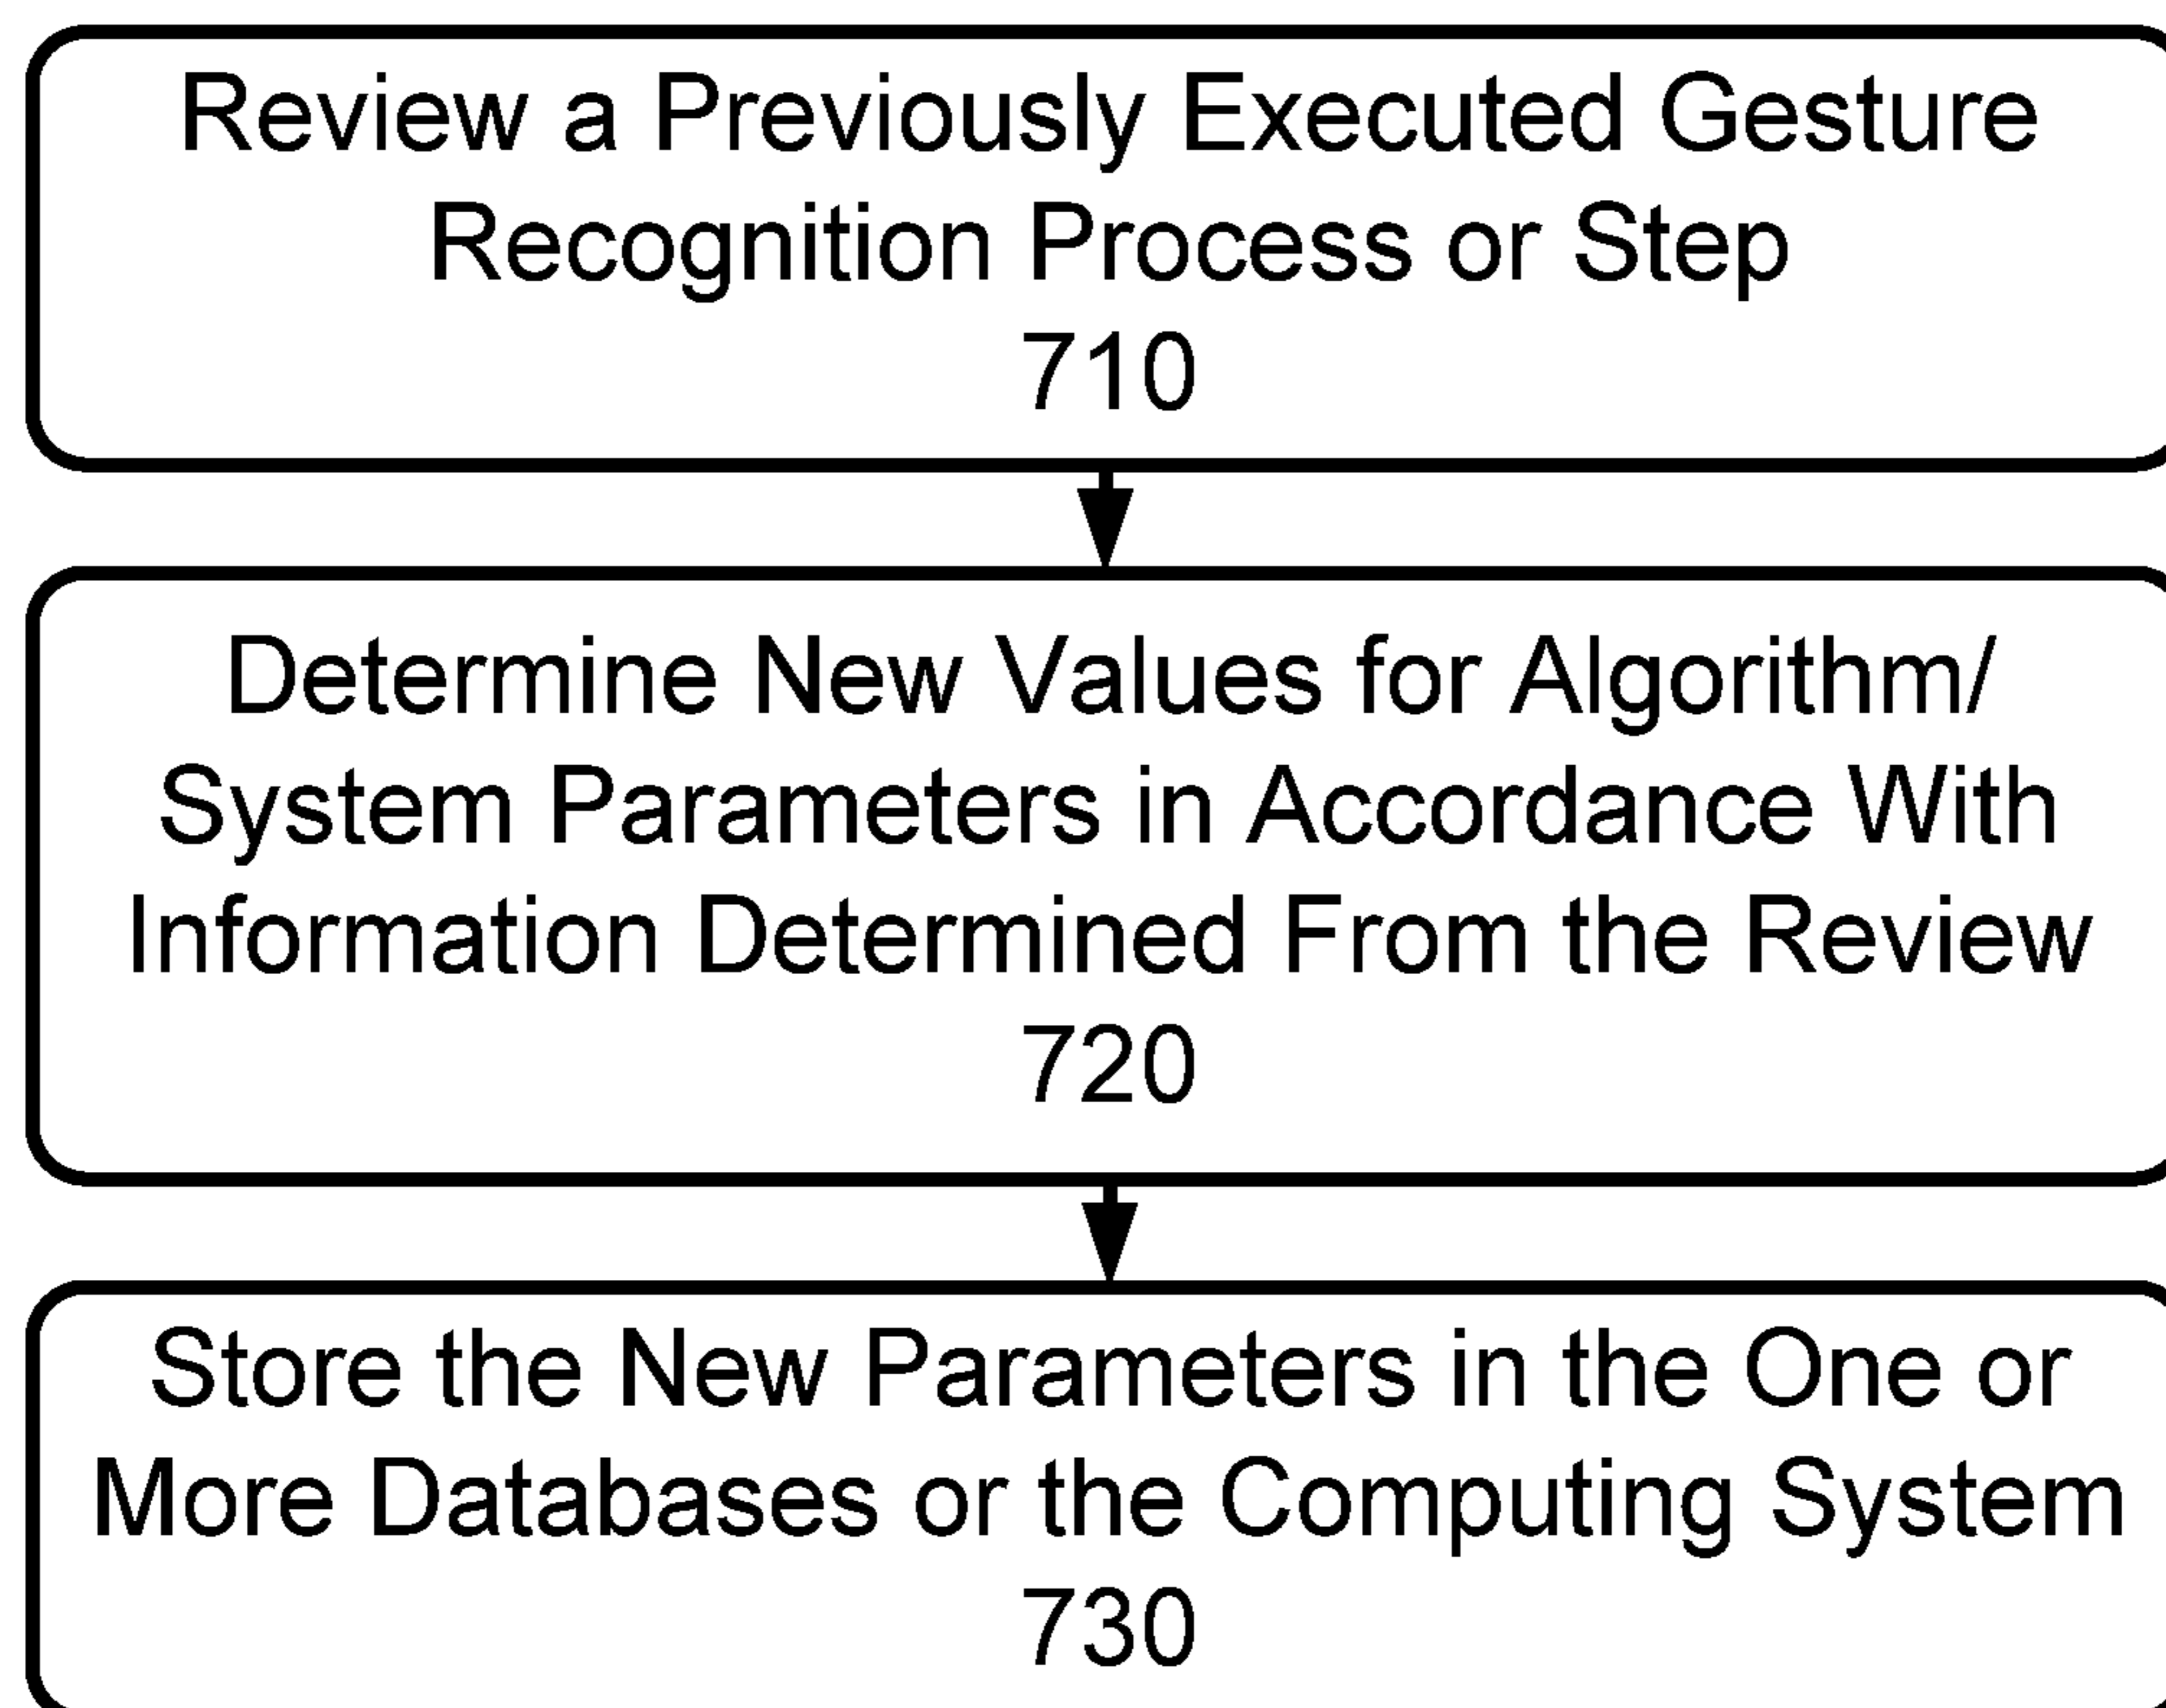 Review a Previously Executed Gesture
Recognition Process or Step
710
Determine New Values for Algorithm/
System Parameters in Accordance With
Information Determined From the Review
720
Store the New Parameters in the One or
More Databases or the Computing System
730